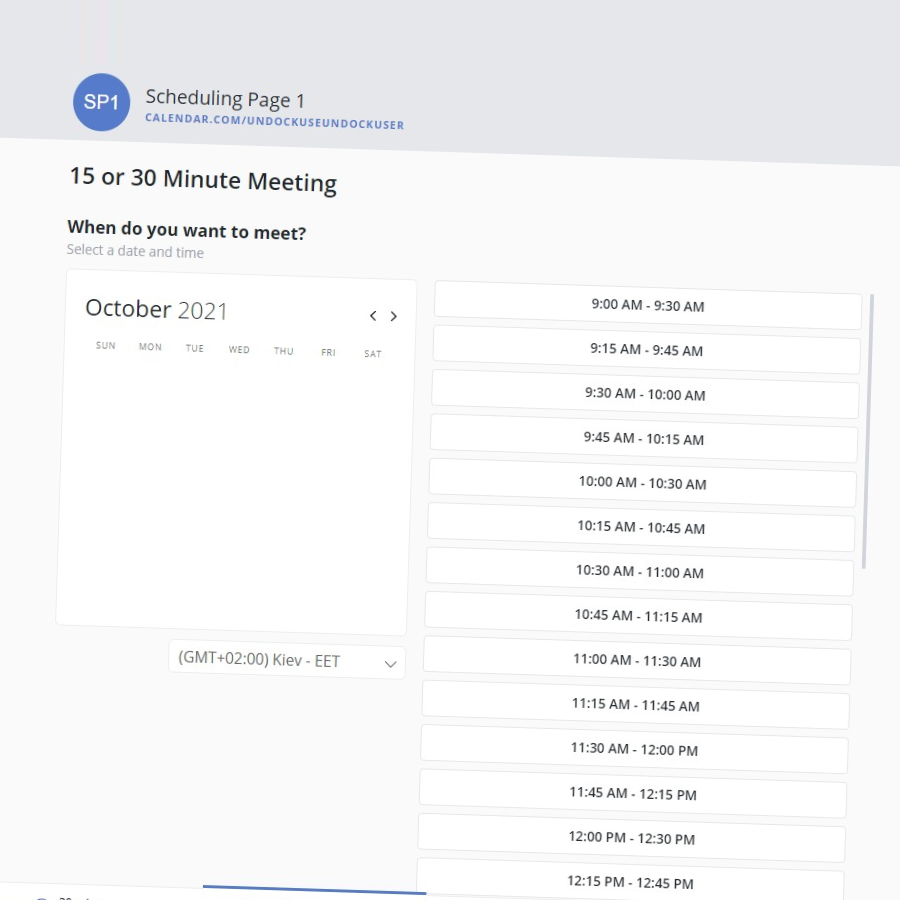 SP1
Scheduling Page 1
CALENDAR.COM/UNDOCKUSEUNDOCKUSER
15 or 30 Minute Meeting
When do you want to meet?
Select a date and time
October 2021
SUN MON TUE WED THU FRI SAT
(GMT+02:00) Kiev - EET
9:00 AM - 9:30 AM
9:15 AM - 9:45 AM
9:30 AM - 10:00 AM
9:45 AM - 10:15 AM
10:00 AM - 10:30 AM
10:15 AM - 10:45 AM
10:30 AM - 11:00 AM
10:45 AM - 11:15 AM
11:00 AM - 11:30 AM
11:15 AM - 11:45 AM
11:30 AM - 12:00 PM
11:45 AM - 12:15 PM
12:00 PM - 12:30 PM
12:15 PM - 12:45 PM